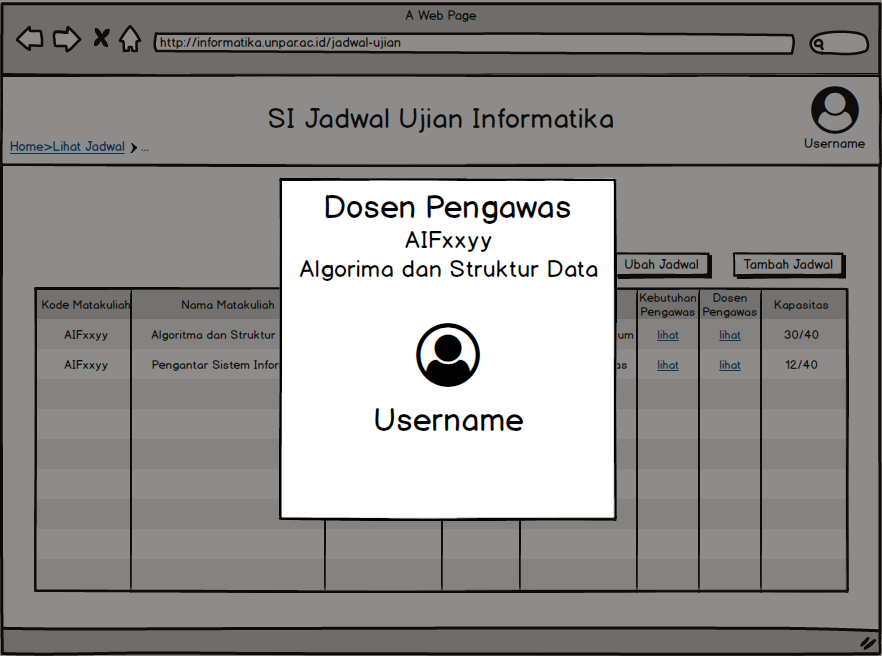 A Web Page
http://informatika.unpar.ac.id/jadwal-ujian
SI Jadwal Ujian Informatika
Username
Home>Lihat Jadwal ...
Dosen Pengawas
AIFxxyy
Algorima dan Struktur Data
Username
Ubah Jadwal
Tambah Jadwal
Kode Matakuliah Nama Matakuliah Kebutuhan Pengawas Dosen Pengawas Kapasitas
AIFxxyy Algoritma dan Struktur um lihat lihat 30/40
AIFxxyy Pengantar Sistem Infor as lihat lihat 12/40